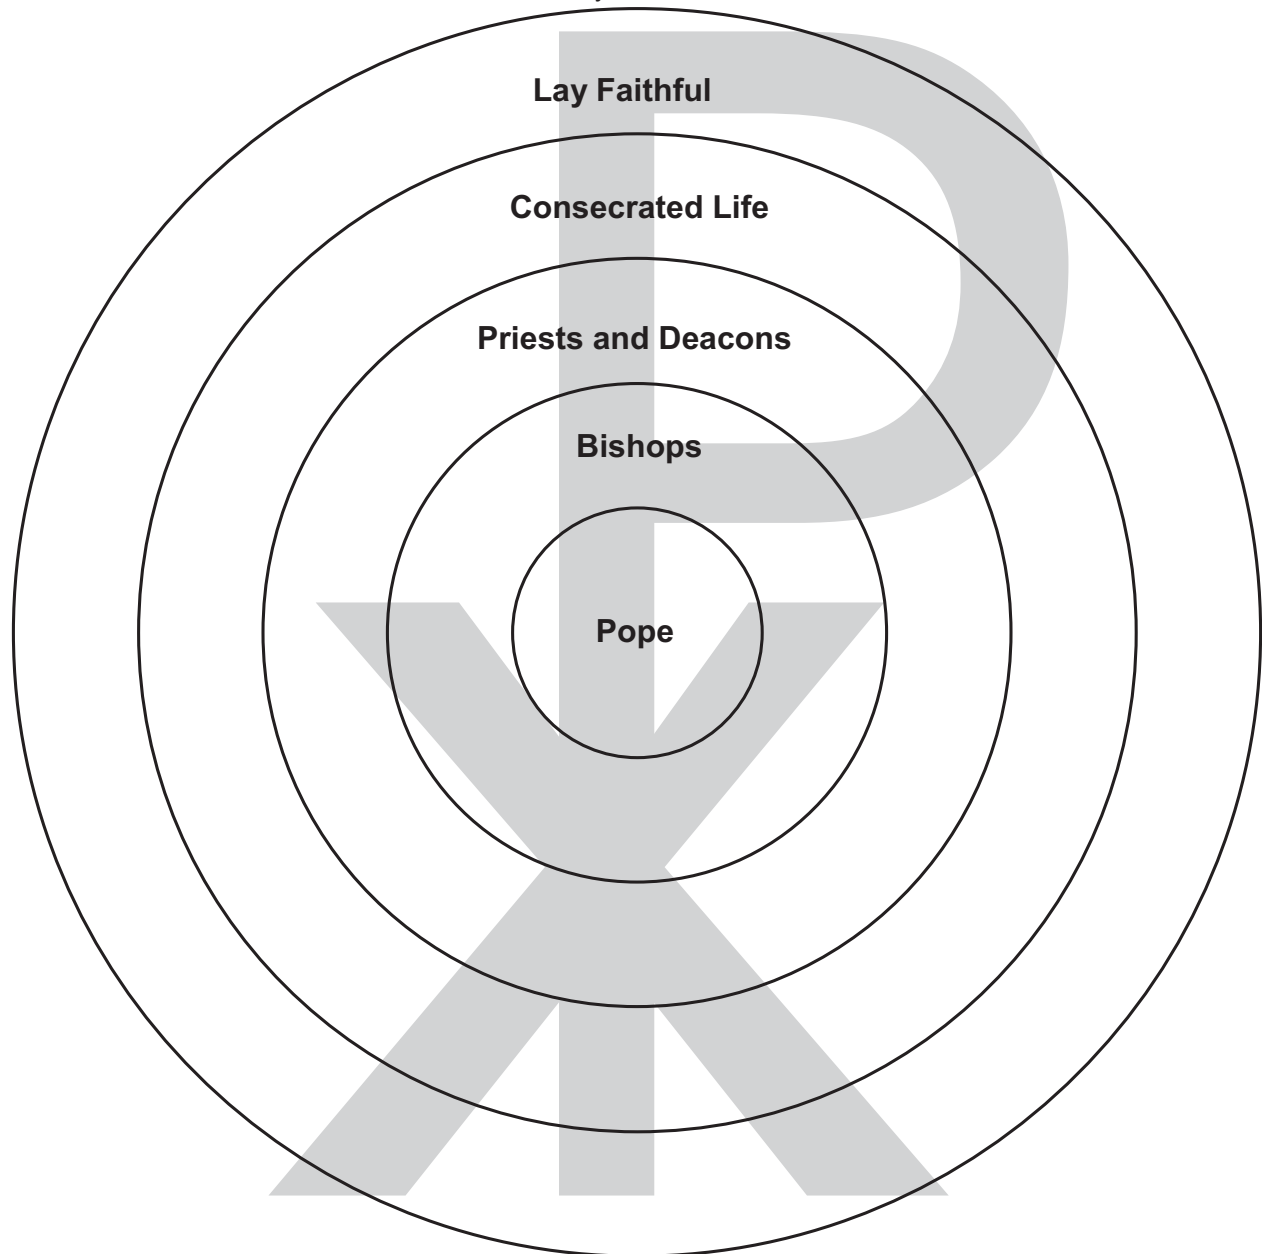 Lay Faithful
Consecrated Life
Priests and Deacons
Bishops
Pope